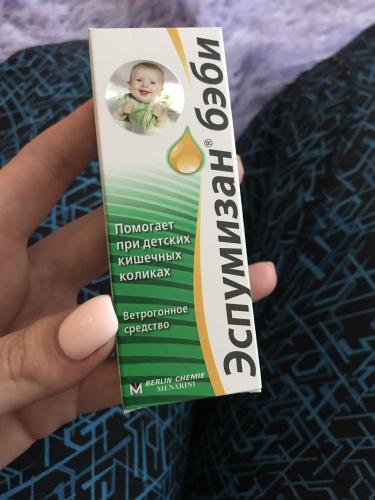 Эспумизан® бэби
Помогает
при детских
кишечных
коликах
Ветрогонное
средство
BERLIN-CHEMIE
MENARINI